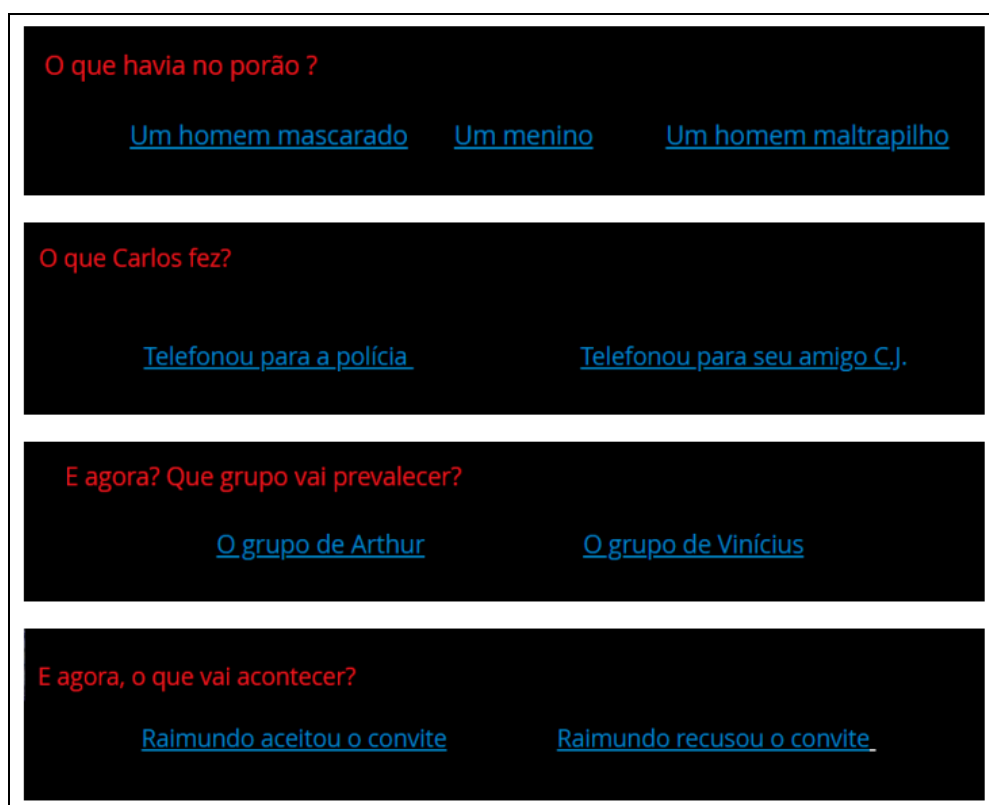 O que havia no porão ?
Um homem mascarado Um menino Um homem maltrapilho
O que Carlos fez?
Telefonou para a polícia Telefonou para seu amigo C.J.
E agora? Que grupo vai prevalecer?
O grupo de Arthur O grupo de Vinícius
E agora, o que vai acontecer?
Raimundo aceitou o convite Raimundo recusou o convite